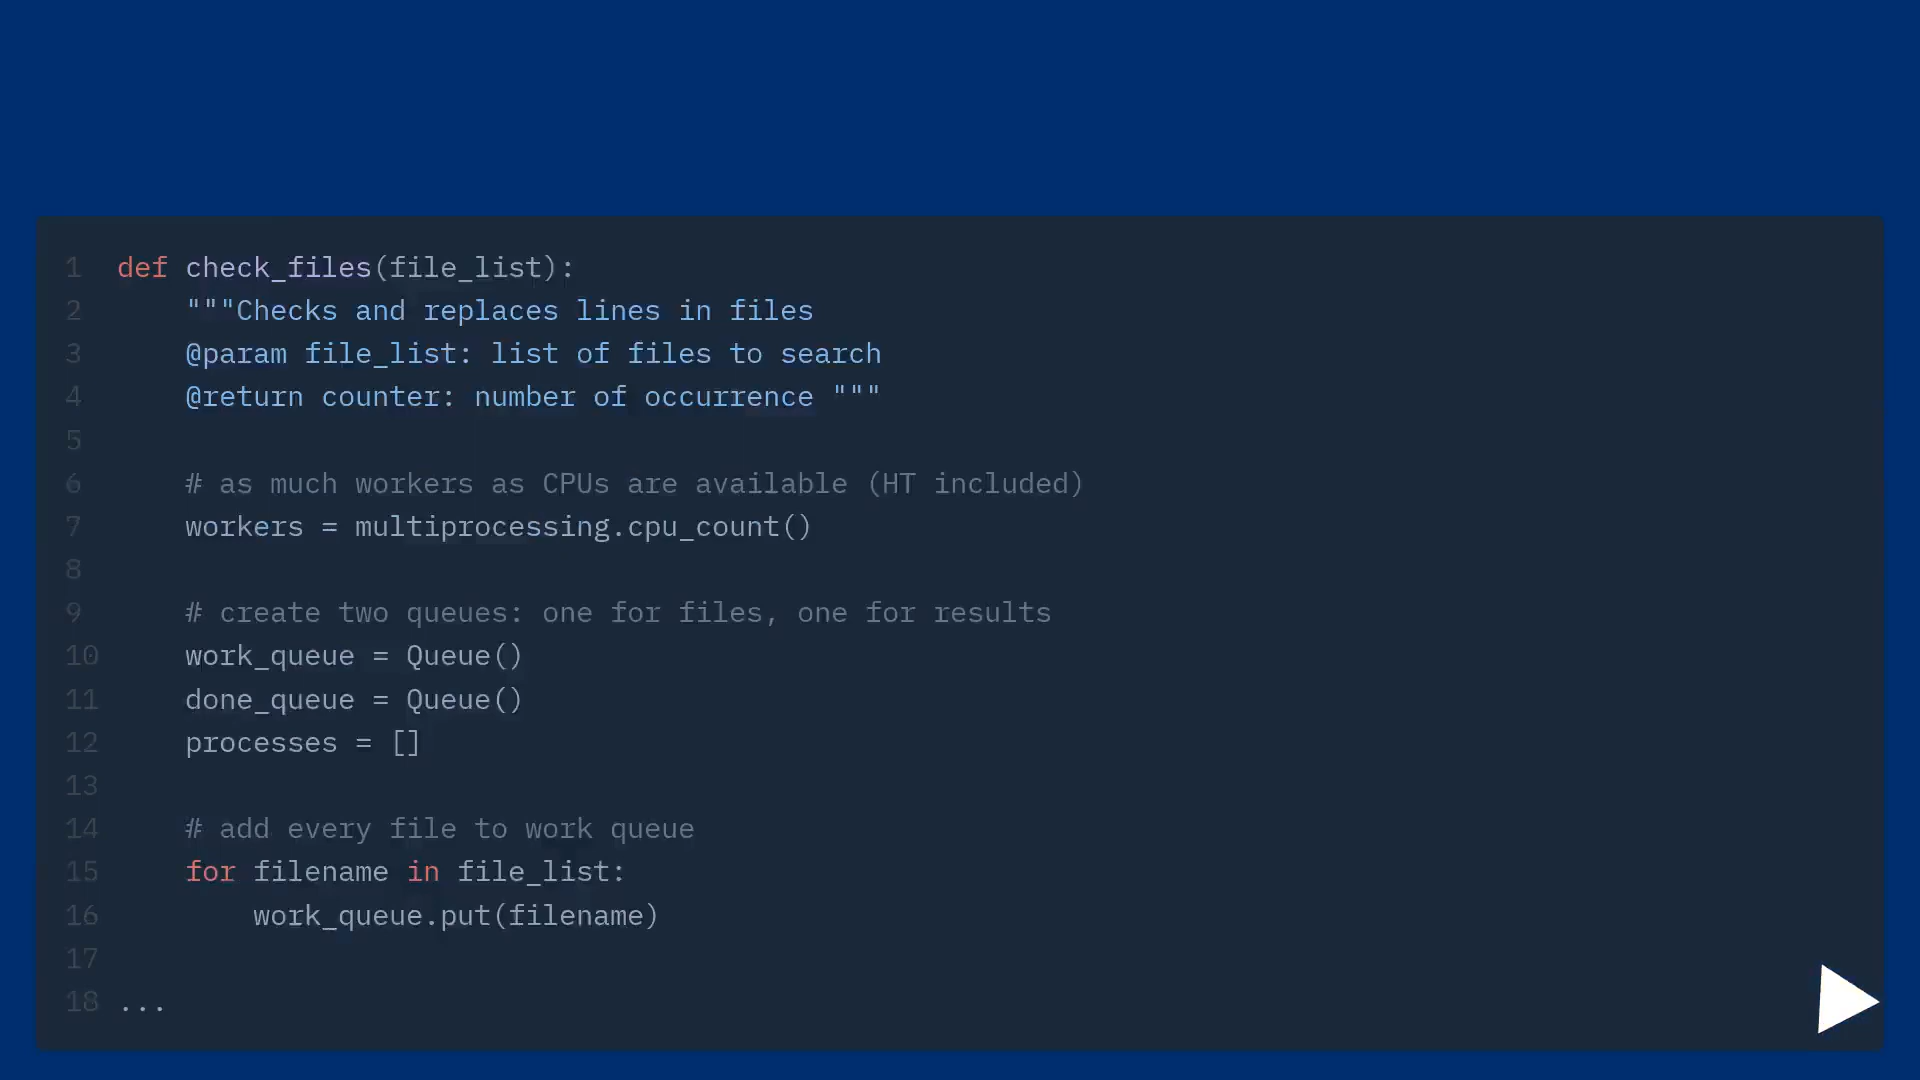 1 def check_files(file_list):
2 """Checks and replaces lines in files
3 @param file_list: list of files to search
4 @return counter: number of occurrence """
5
6 # as much workers as CPUs are available (HT included)
7 workers = multiprocessing.cpu_count()
8
9 # create two queues: one for files, one for results
10 work_queue = Queue()
11 done_queue = Queue()
12 processes = []
13
14 # add every file to work queue
15 for filename in file_list:
16 work_queue.put(filename)
17
18 ...